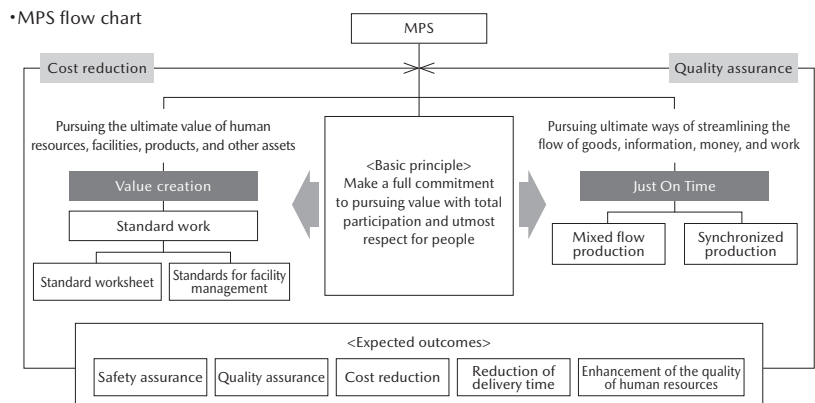 •MPS flow chart
MPS
Cost reduction
Quality assurance
Pursuing the ultimate value of human
resources, facilities, products, and other assets
Value creation
Standard work
Standard worksheet
Standards for facility
management
<Basic principle>
Make a full commitment
to pursuing value with total
participation and utmost
respect for people
Pursuing ultimate ways of streamlining the
flow of goods, information, money, and work
Just On Time
Mixed flow
production
Synchronized
production
<Expected outcomes>
Safety assurance
Quality assurance
Cost reduction
Reduction of
delivery time
Enhancement of the quality
of human resources